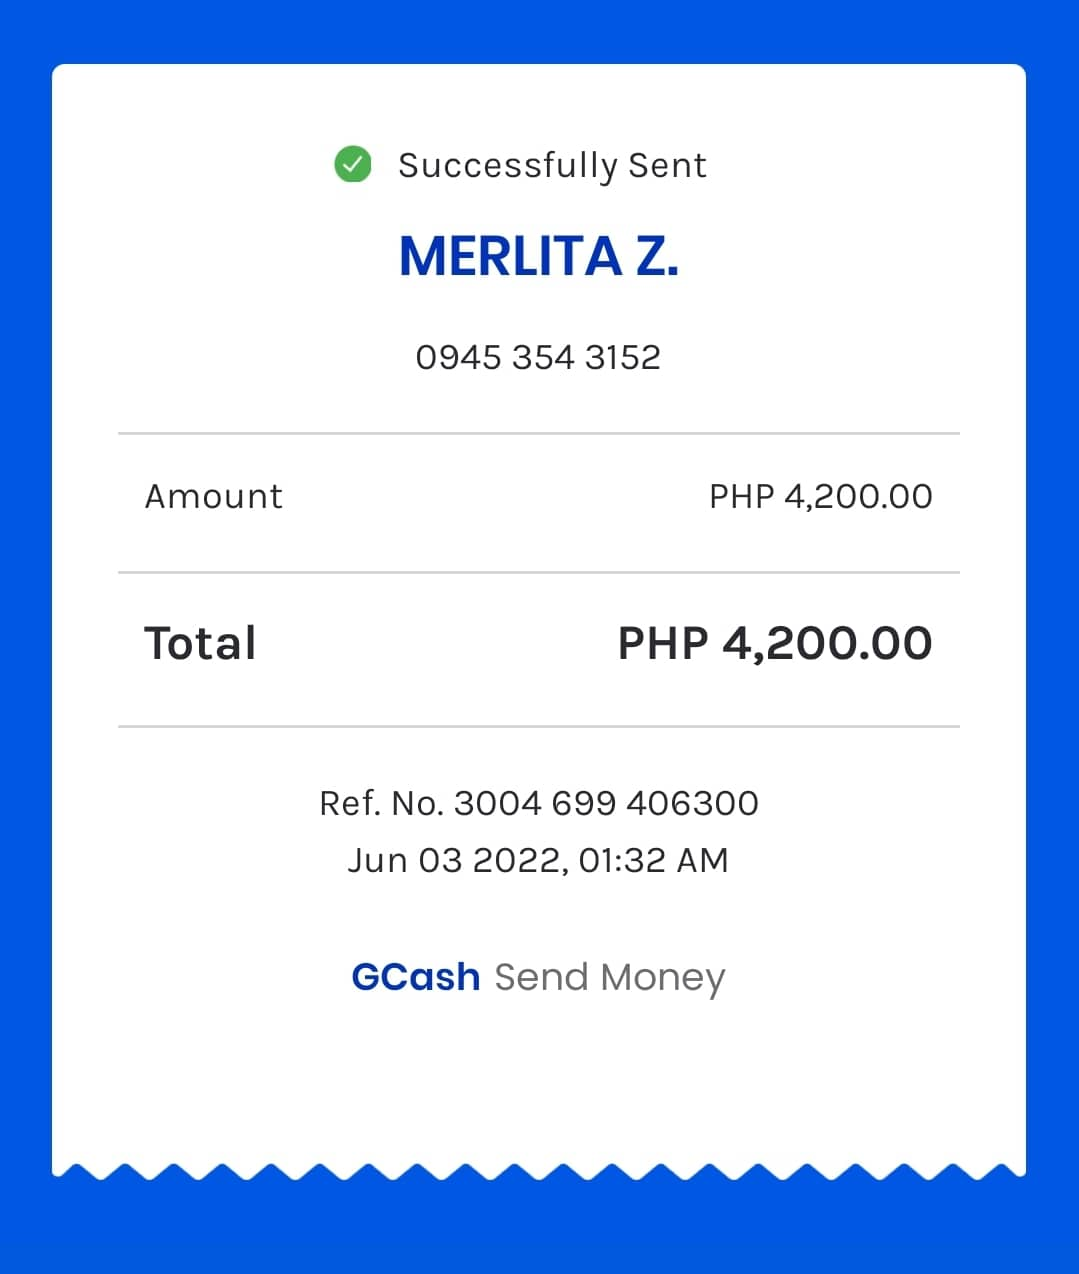 Successfully Sent
MERLITA Z.
0945 354 3152
Amount PHP 4,200.00
Total PHP 4,200.00
Ref. No. 3004 699 406300
Jun 03 2022, 01:32 AM
GCash Send Money